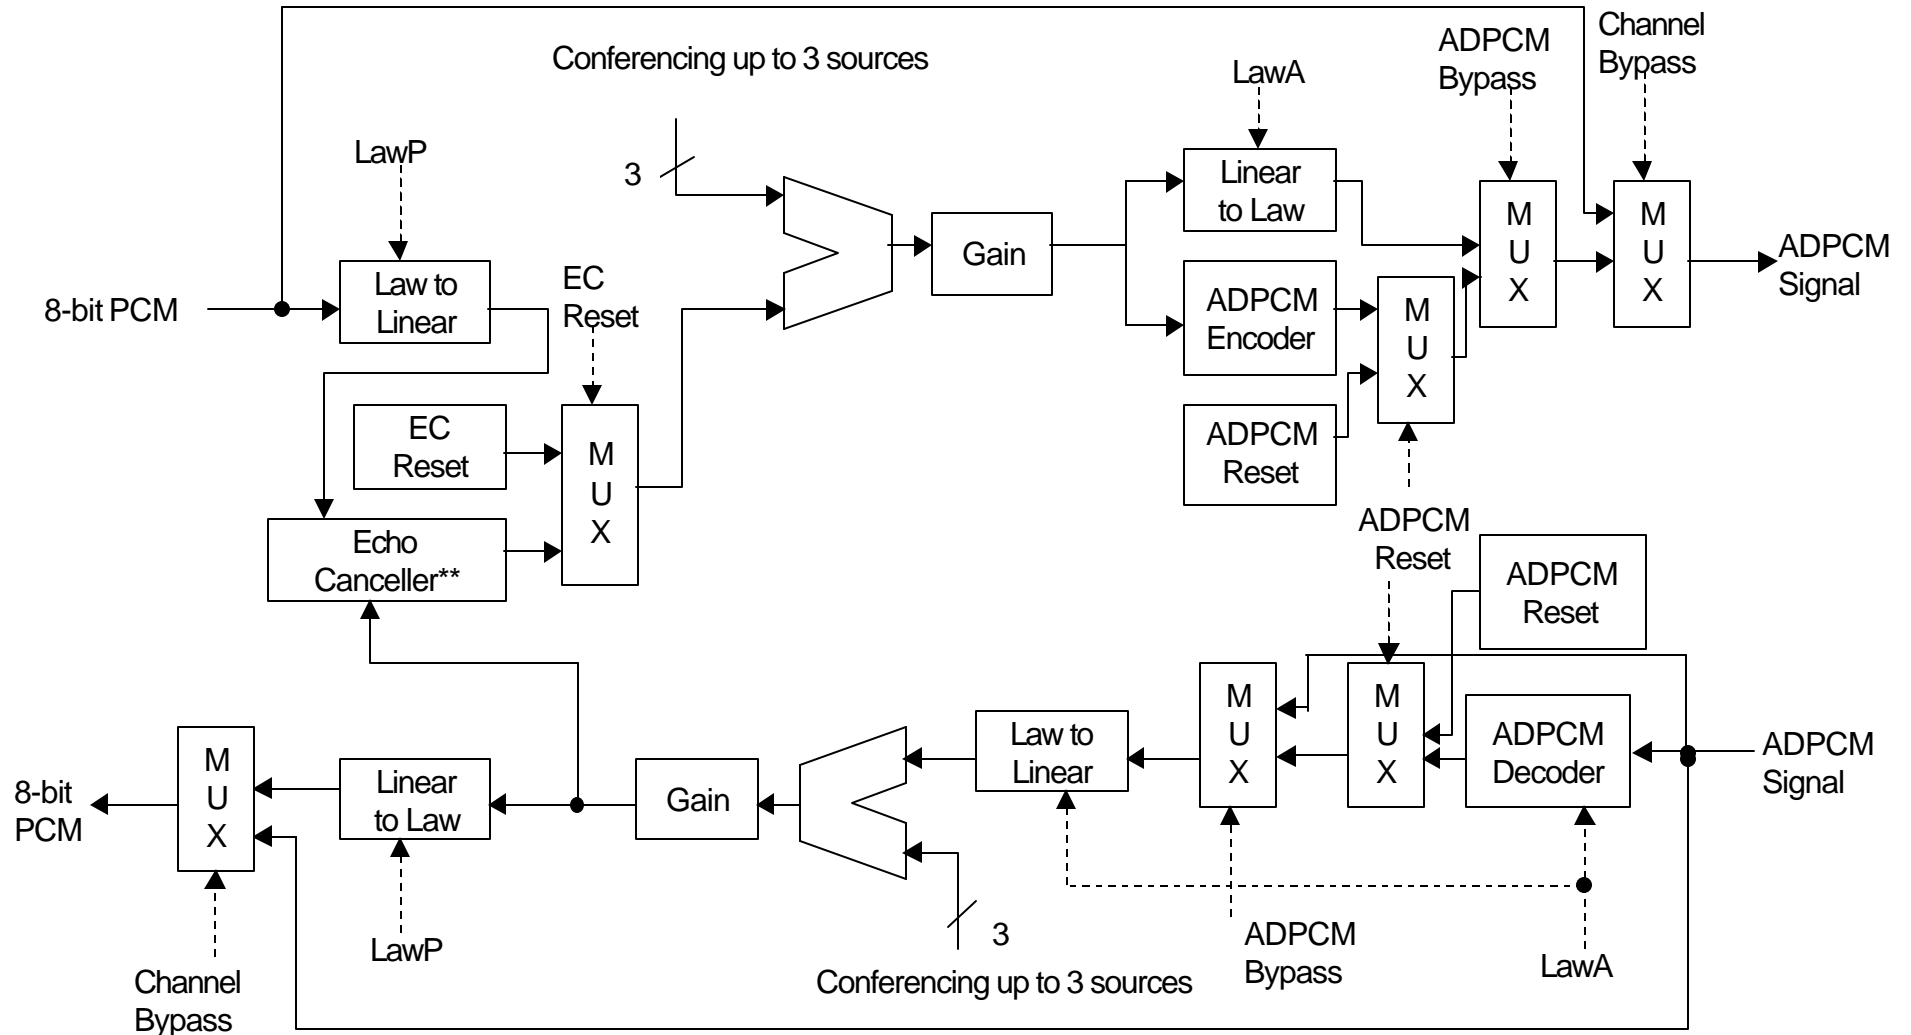 Conferencing up to 3 sources
LawP
3
LawA
ADPCM
Bypass
Channel
Bypass
8-bit PCM
Law to
Linear
EC
Reset
Gain
Linear
to Law
ADPCM
Encoder
ADPCM
Reset
M
U
X
M
U
X
M
U
X
ADPCM
Signal
EC
Reset
Echo
Canceller**
M
U
X
ADPCM
Reset
ADPCM
Reset
8-bit
PCM
M
U
X
Linear
to Law
Gain
Law to
Linear
M
U
X
M
U
X
ADPCM
Decoder
ADPCM
Signal
Channel
Bypass
LawP
3
Conferencing up to 3 sources
ADPCM
Bypass
LawA